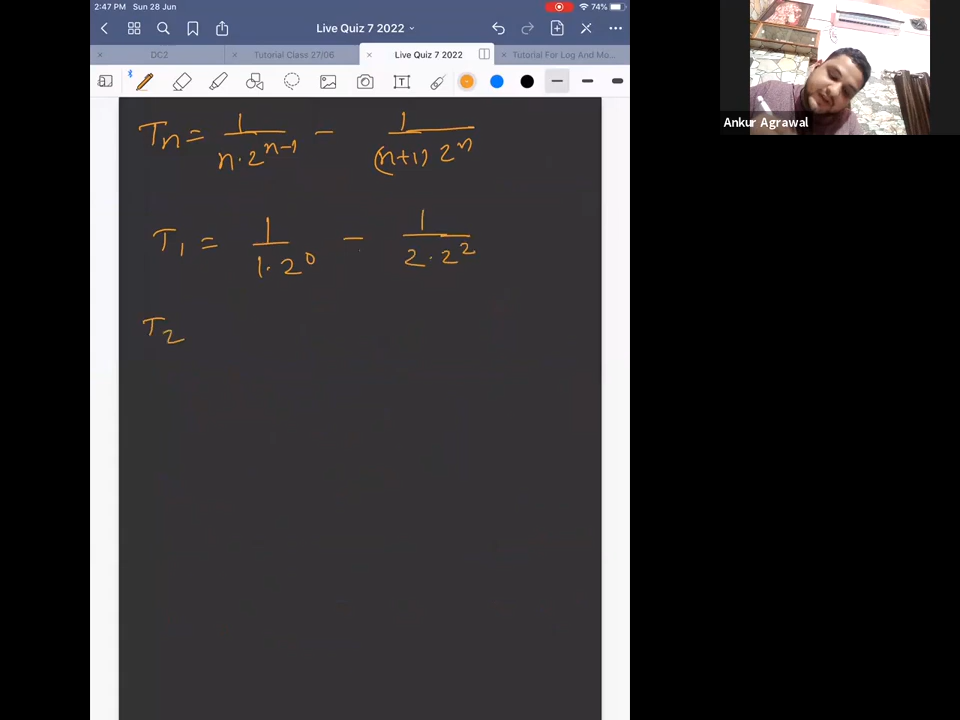 2:47 PM Sun 28 Jun 74%
Live Quiz 7 2022
DC2 Tutorial Class 27/06 Live Quiz 7 2022 Tutorial For Log And Mo...
Tn = 1/(n·2^(n-1)) - 1/((n+1) 2^n)
T1 = 1/(1·2^0) - 1/(2·2^2)
T2
Ankur Agrawal